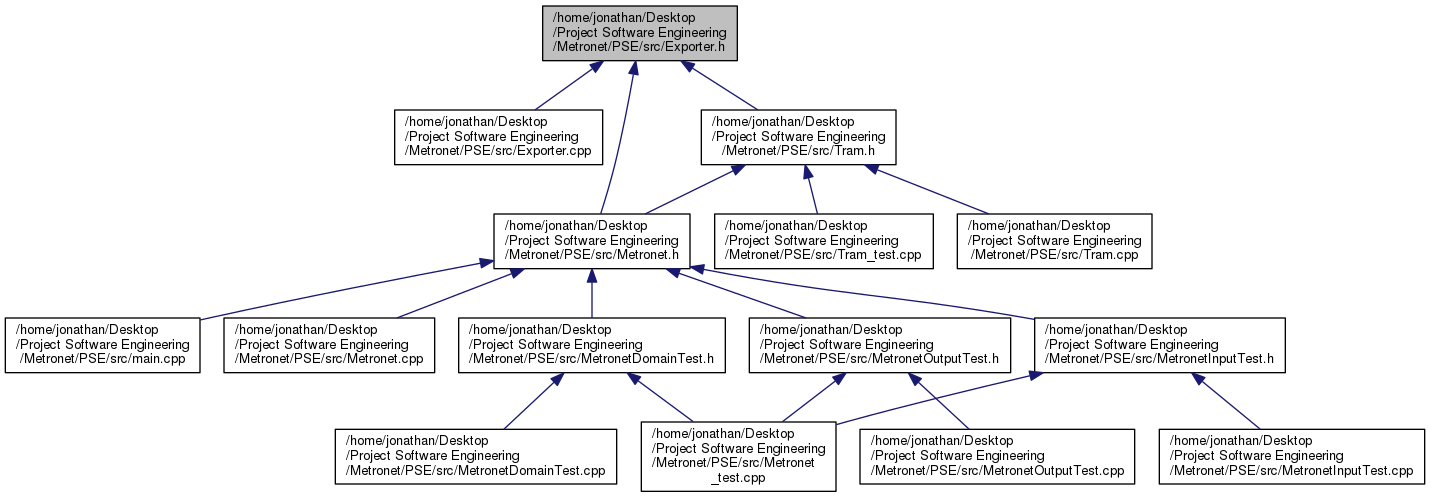 /home/jonathan/Desktop
/Project Software Engineering
/Metronet/PSE/src/Exporter.h
/home/jonathan/Desktop
/Project Software Engineering
/Metronet/PSE/src/Exporter.cpp
/home/jonathan/Desktop
/Project Software Engineering
/Metronet/PSE/src/Tram.h
/home/jonathan/Desktop
/Project Software Engineering
/Metronet/PSE/src/Metronet.h
/home/jonathan/Desktop
/Project Software Engineering
/Metronet/PSE/src/Tram_test.cpp
/home/jonathan/Desktop
/Project Software Engineering
/Metronet/PSE/src/Tram.cpp
/home/jonathan/Desktop
/Project Software Engineering
/Metronet/PSE/src/main.cpp
/home/jonathan/Desktop
/Project Software Engineering
/Metronet/PSE/src/Metronet.cpp
/home/jonathan/Desktop
/Project Software Engineering
/Metronet/PSE/src/MetronetDomainTest.h
/home/jonathan/Desktop
/Project Software Engineering
/Metronet/PSE/src/MetronetOutputTest.h
/home/jonathan/Desktop
/Project Software Engineering
/Metronet/PSE/src/MetronetInputTest.h
/home/jonathan/Desktop
/Project Software Engineering
/Metronet/PSE/src/MetronetDomainTest.cpp
/home/jonathan/Desktop
/Project Software Engineering
/Metronet/PSE/src/Metronet
_test.cpp
/home/jonathan/Desktop
/Project Software Engineering
/Metronet/PSE/src/MetronetOutputTest.cpp
/home/jonathan/Desktop
/Project Software Engineering
/Metronet/PSE/src/MetronetInputTest.cpp